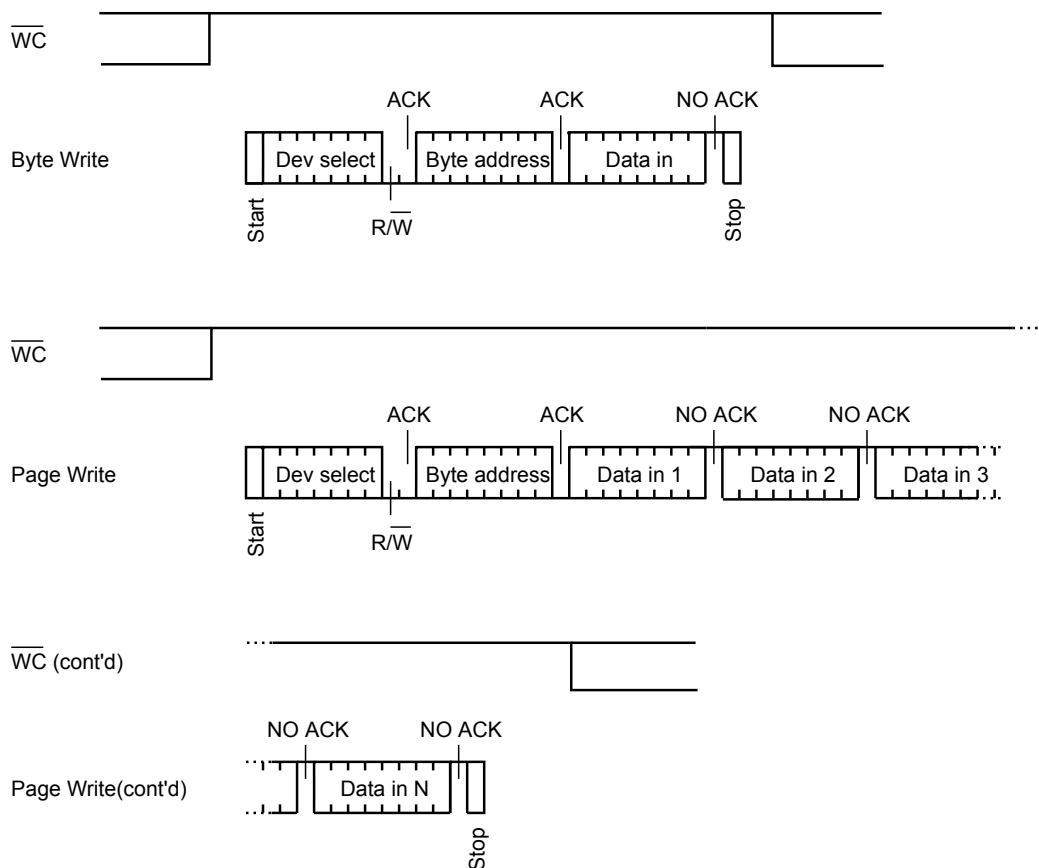 WC
ACK ACK NO ACK
Byte Write Dev select Byte address Data in
Start R/W Stop
WC
ACK ACK NO ACK NO ACK
Page Write Dev select Byte address Data in 1 Data in 2 Data in 3
Start R/W
WC (cont'd)
NO ACK NO ACK
Page Write(cont'd) Data in N
Stop